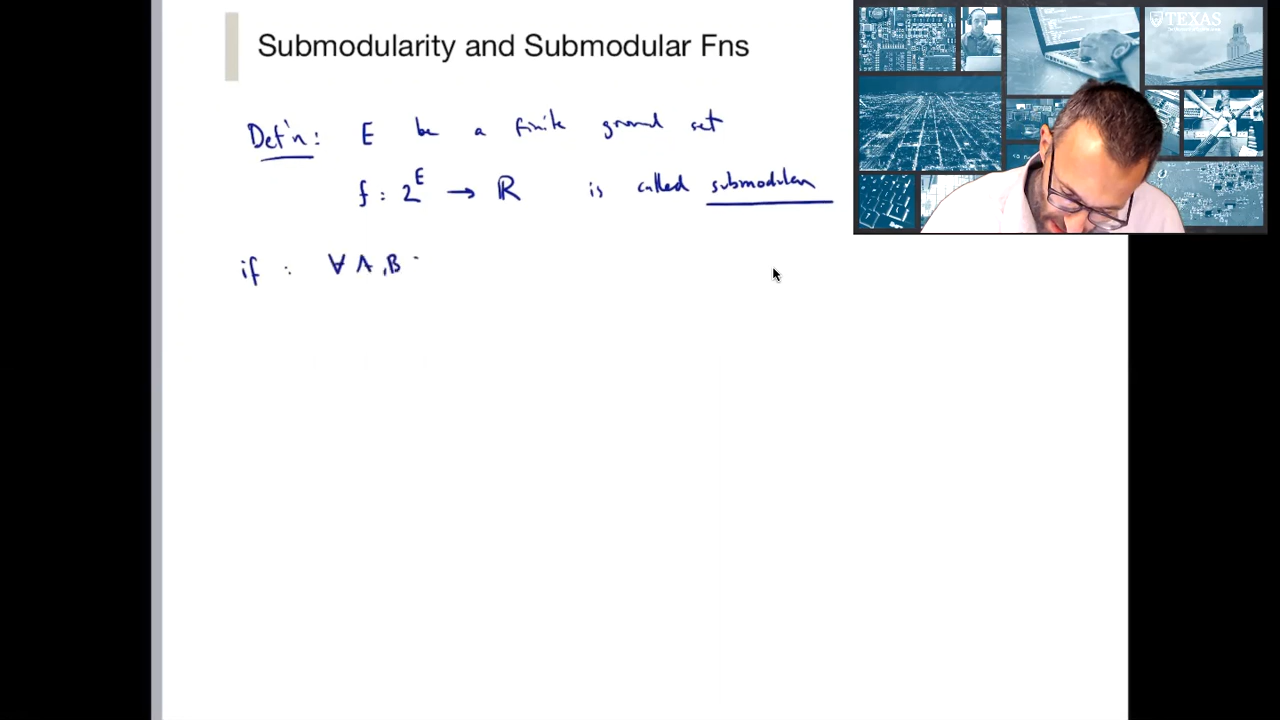 Submodularity and Submodular Fns
TEXAS
Def'n: E be a finite ground set
f : 2^E → ℝ is called submodular
if : ∀ A, B